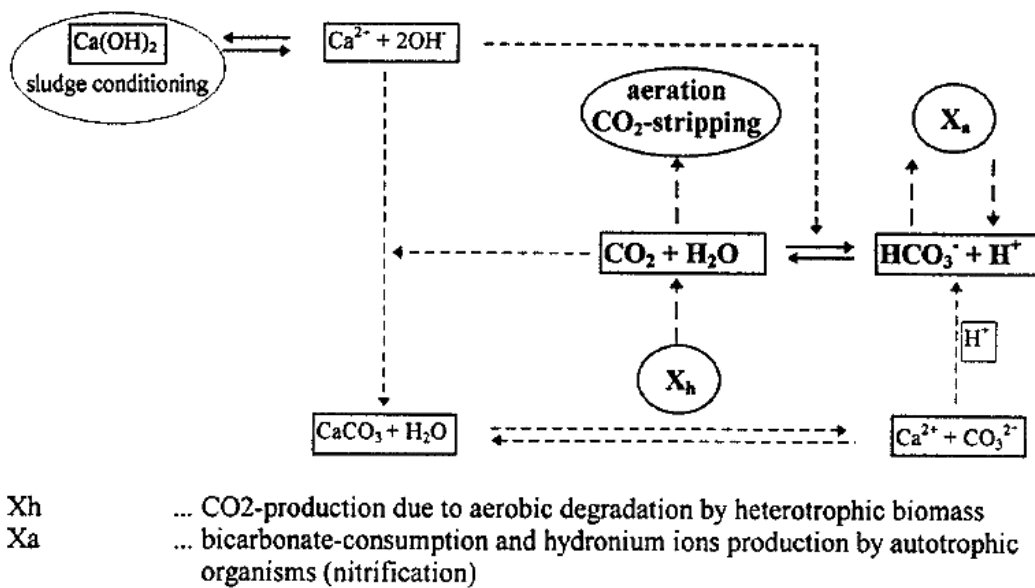 Ca(OH)₂
sludge conditioning
Ca²⁺ + 2OH⁻
aeration
CO₂-stripping
Xₐ
CO₂ + H₂O
HCO₃⁻ + H⁺
H⁺
Xₕ
CaCO₃ + H₂O
Ca²⁺ + CO₃²⁻
Xh ... CO2-production due to aerobic degradation by heterotrophic biomass
Xa ... bicarbonate-consumption and hydronium ions production by autotrophic
organisms (nitrification)